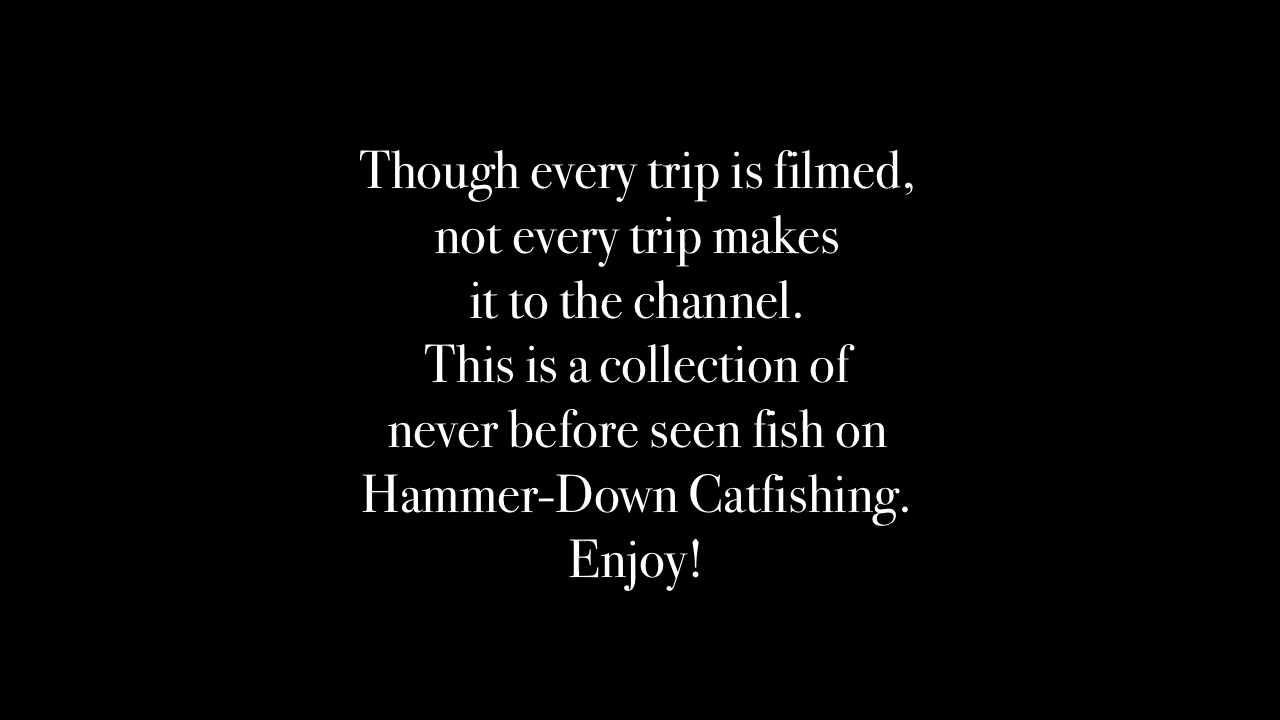 Though every trip is filmed,
not every trip makes
it to the channel.
This is a collection of
never before seen fish on
Hammer-Down Catfishing.
Enjoy!